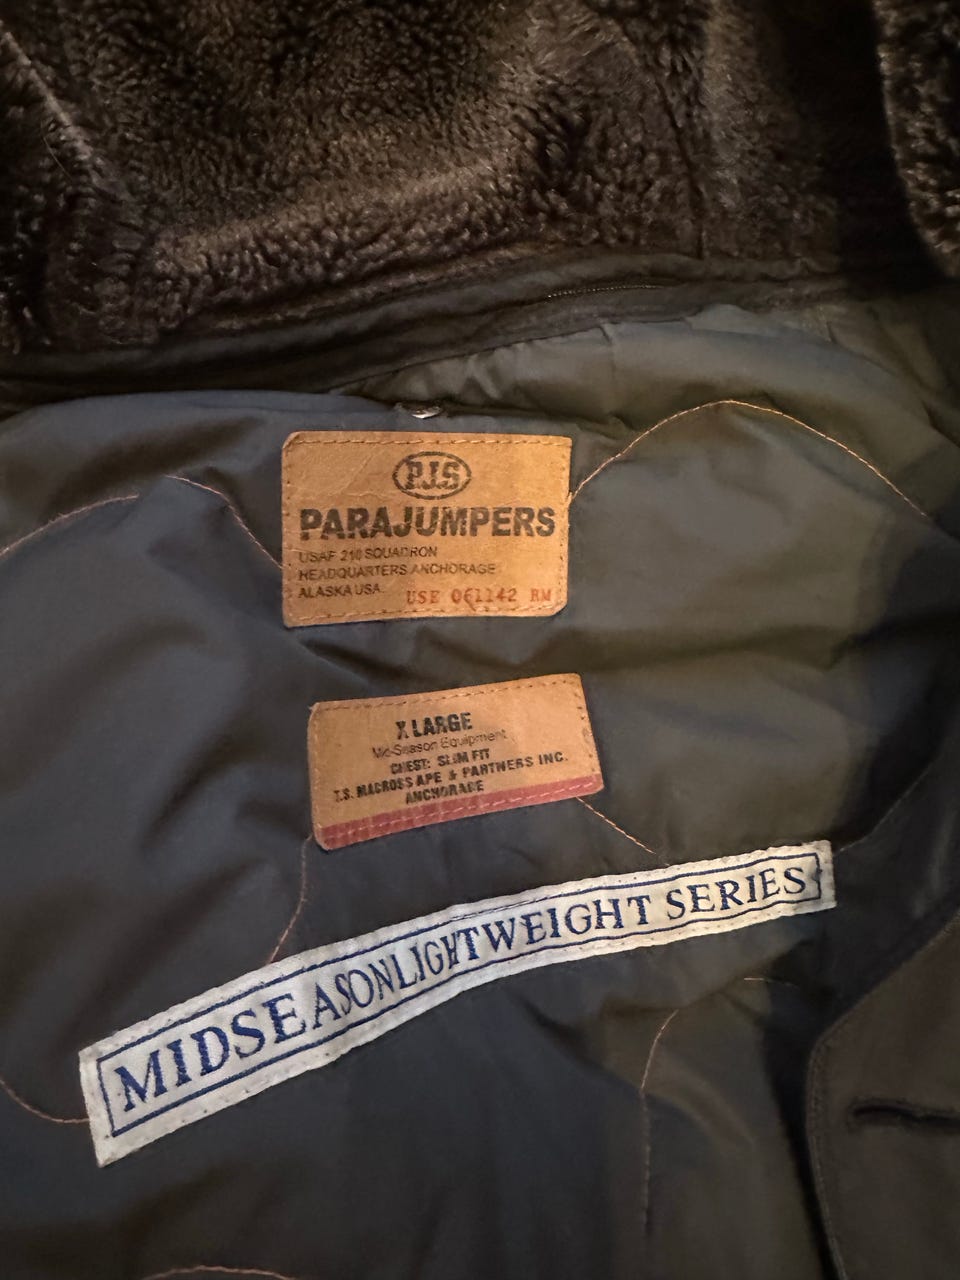 P.J.S
PARAJUMPERS
USAF 210 SQUADRON
HEADQUARTERS ANCHORAGE
ALASKA USA. USE 061142 RM
X LARGE
Mid-Season Equipment
CHEST: SLIM FIT
T.S. MACROSS APE & PARTNERS INC.
ANCHORAGE
MIDSEASONLIGHTWEIGHT SERIES